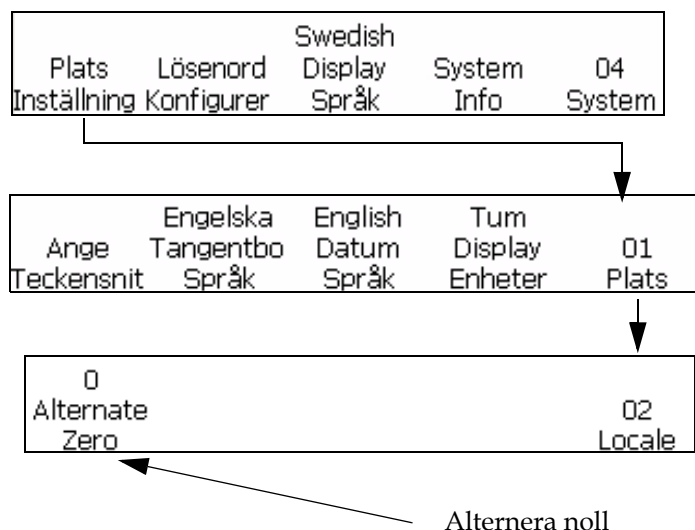 Swedish
Plats Lösenord Display System 04
Inställning Konfigurer Språk Info System
Engelska English Tum
Ange Tangentbo Datum Display 01
Teckensnit Språk Språk Enheter Plats
0
Alternate 02
Zero Locale
Alternera noll